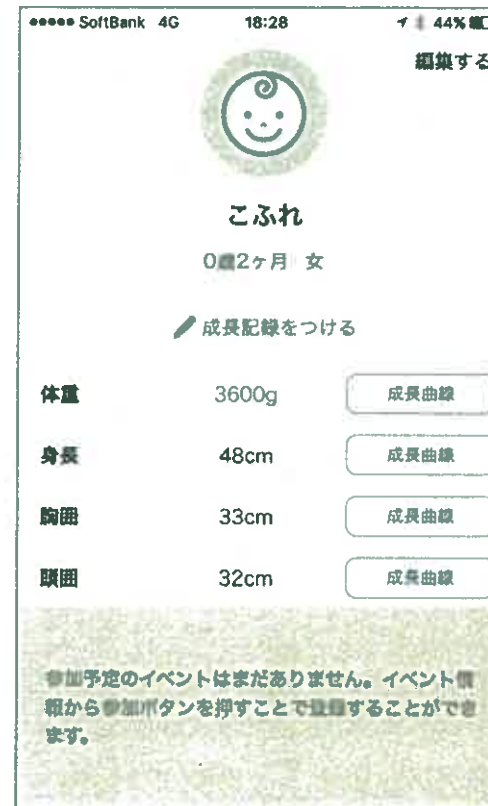 SoftBank 4G 18:28 44%
編集する
こふれ
0歳2ヶ月 女
成長記録をつける
体重 3600g 成長曲線
身長 48cm 成長曲線
胸囲 33cm 成長曲線
頭囲 32cm 成長曲線
参加予定のイベントはまだありません。イベント情
報から参加ボタンを押すことで登録することができ
ます。